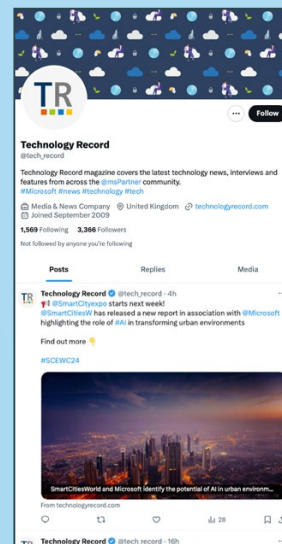 TR
Follow
Technology Record
@tech_record
Technology Record magazine covers the latest technology news, interviews and
features from across the @msPartner community.
#Microsoft #news #technology #tech
Media & News Company United Kingdom technologyrecord.com
Joined September 2009
1,569 Following 3,366 Followers
Not followed by anyone you're following
Posts Replies Media
TR
Technology Record @tech_record · 4h
@SmartCityexpo starts next week!
@SmartCitiesW has released a new report in association with @Microsoft
highlighting the role of #AI in transforming urban environments
Find out more
#SCEWC24
SmartCitiesWorld and Microsoft identify the potential of AI in urban environm...
From technologyrecord.com
28
Technology Record @tech_record · 16h